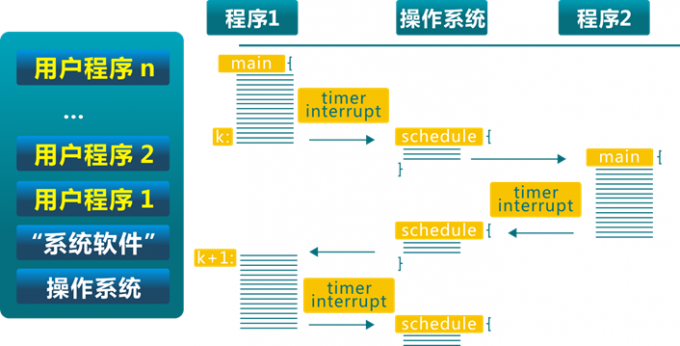 用户程序 n
...
用户程序 2
用户程序 1
“系统软件”
操作系统
程序1
操作系统
程序2
main {
timer
interrupt
k:
schedule {
}
main {
timer
interrupt
schedule {
}
k+1:
timer
interrupt
schedule {